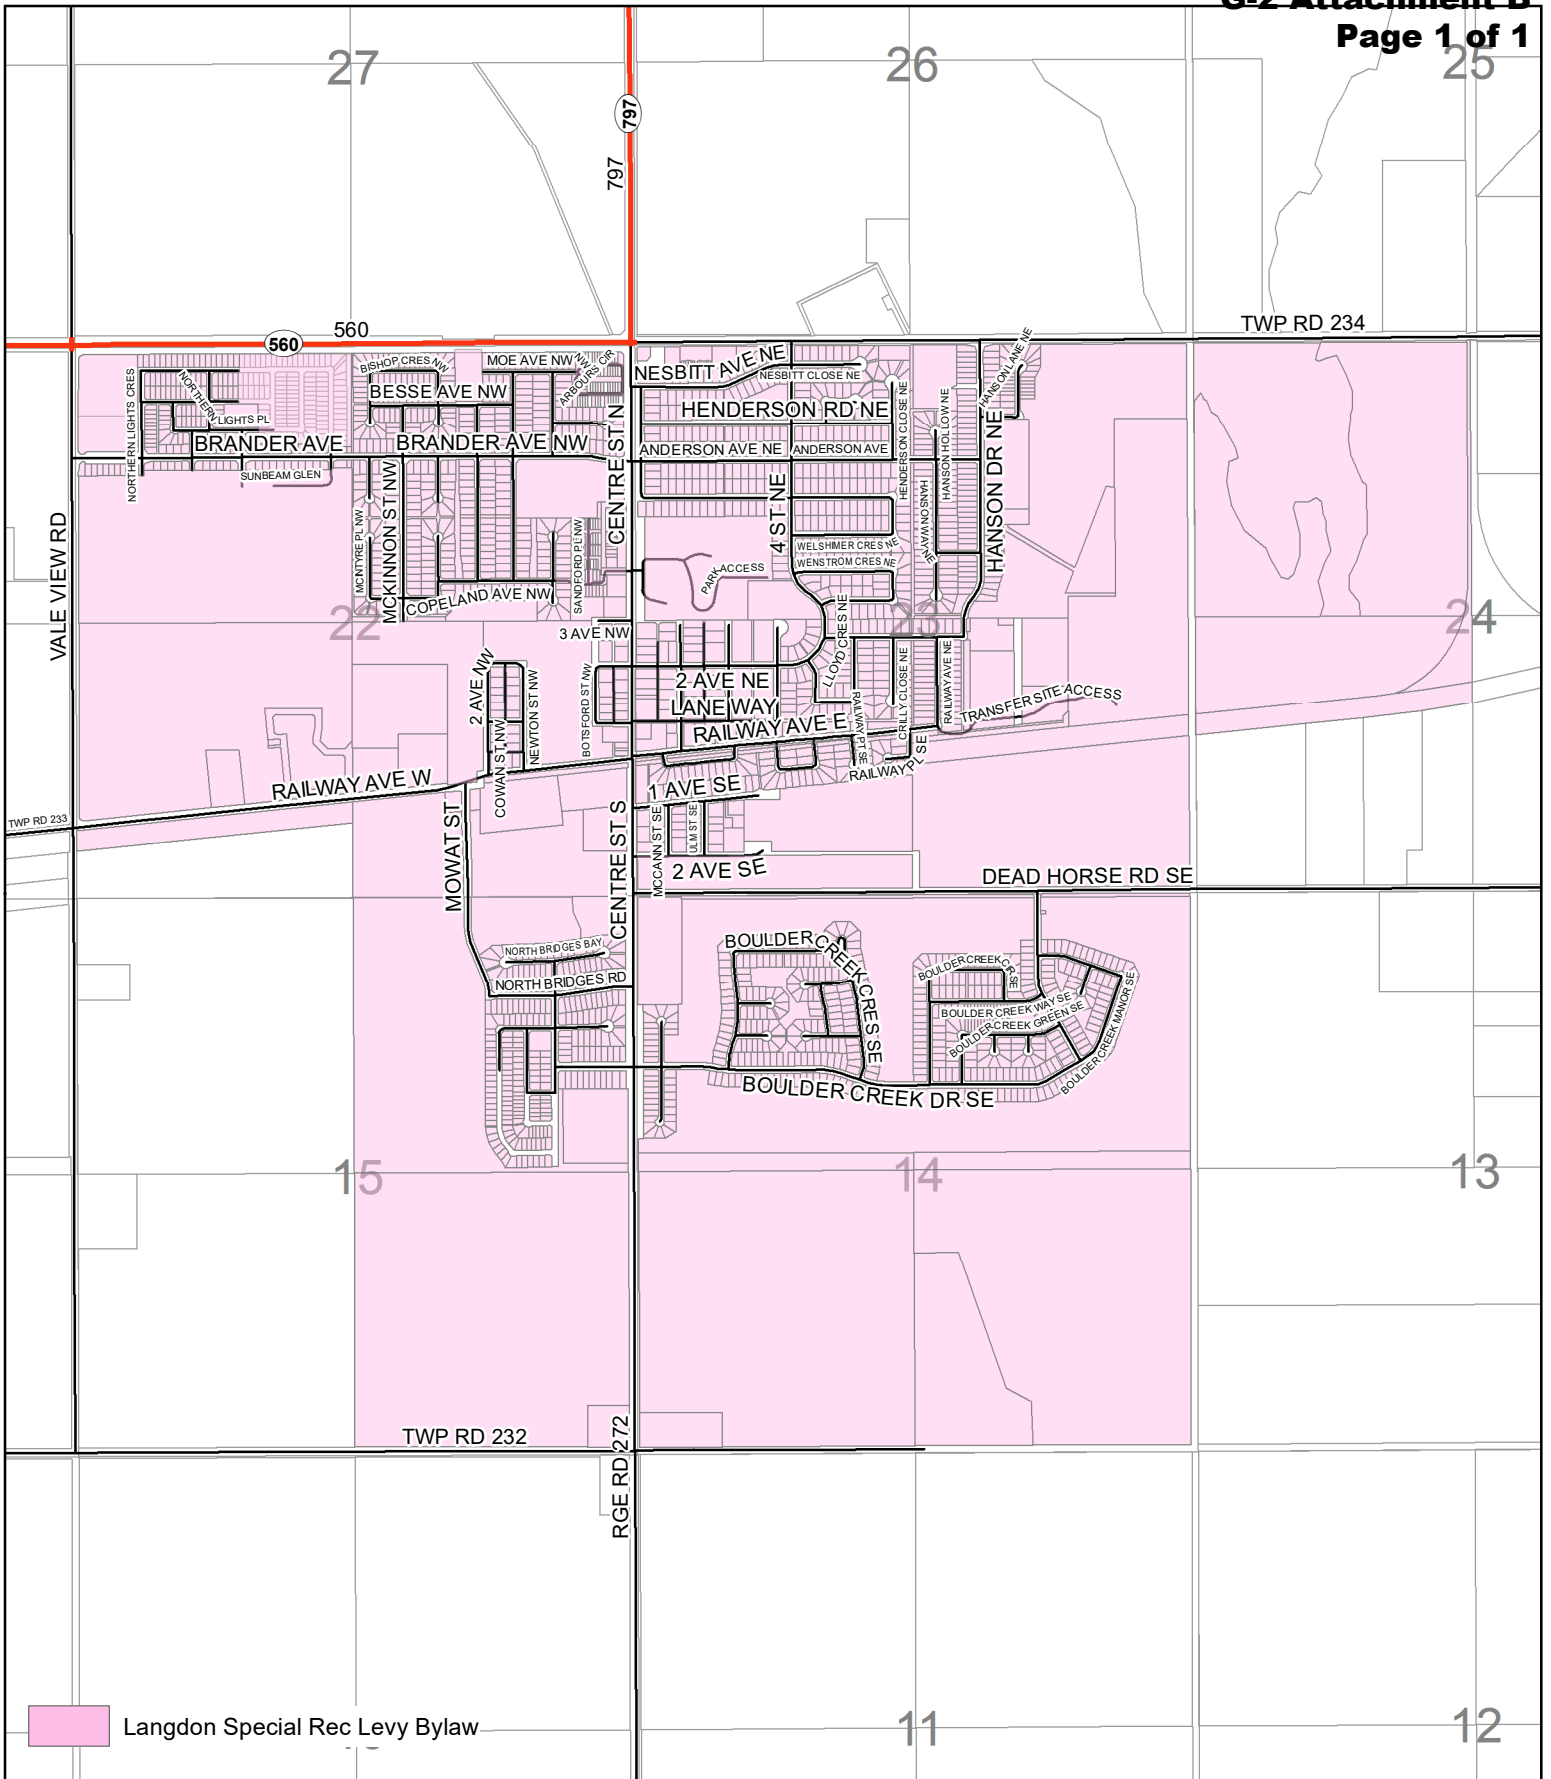 G-2 Attachment B
Page 1 of 1
27
26
25
797
797
560
560
TWP RD 234
NORTHERN LIGHTS CRES
NORTHERN
LIGHTS PL
BISHOP CRES NW
MOE AVE NW
NW
ARBOURS CIR
BESSE AVE NW
NESBITT AVE NE
NESBITT CLOSE NE
HANSON LANE NE
HENDERSON RD NE
HENDERSON CLOSE NE
HANSON HOLLOW NE
BRANDER AVE
BRANDER AVE NW
CENTRE ST N
ANDERSON AVE NE
ANDERSON AVE
HANSON DR NE
SUNBEAM GLEN
MCKINNON ST NW
4 ST NE
HANSON WAY NE
VALE VIEW RD
MCINTYRE PL NW
SANDFORD PL NW
WELSHIMER CRES NE
WENSTROM CRES NE
PARK ACCESS
COPELAND AVE NW
22
23
24
3 AVE NW
LLOYD CRES NE
2 AVE NW
NEWTON ST NW
BOTSFORD ST NW
2 AVE NE
LANE WAY
CRILLY CLOSE NE
RAILWAY AVE NE
TRANSFER SITE ACCESS
RAILWAY AVE E
RAILWAY PT SE
COWAN ST NW
RAILWAY PL SE
RAILWAY AVE W
TWP RD 233
1 AVE SE
MOWAT ST
CENTRE ST S
MCCANN ST SE
ULM ST SE
2 AVE SE
DEAD HORSE RD SE
NORTH BRIDGES BAY
NORTH BRIDGES RD
BOULDER CREEK CRES SE
BOULDER CREEK CIR SE
BOULDER CREEK WAY SE
BOULDER CREEK GREEN SE
BOULDER CREEK MANOR SE
BOULDER CREEK DR SE
15
14
13
TWP RD 232
RGE RD 272
Langdon Special Rec Levy Bylaw
11
12